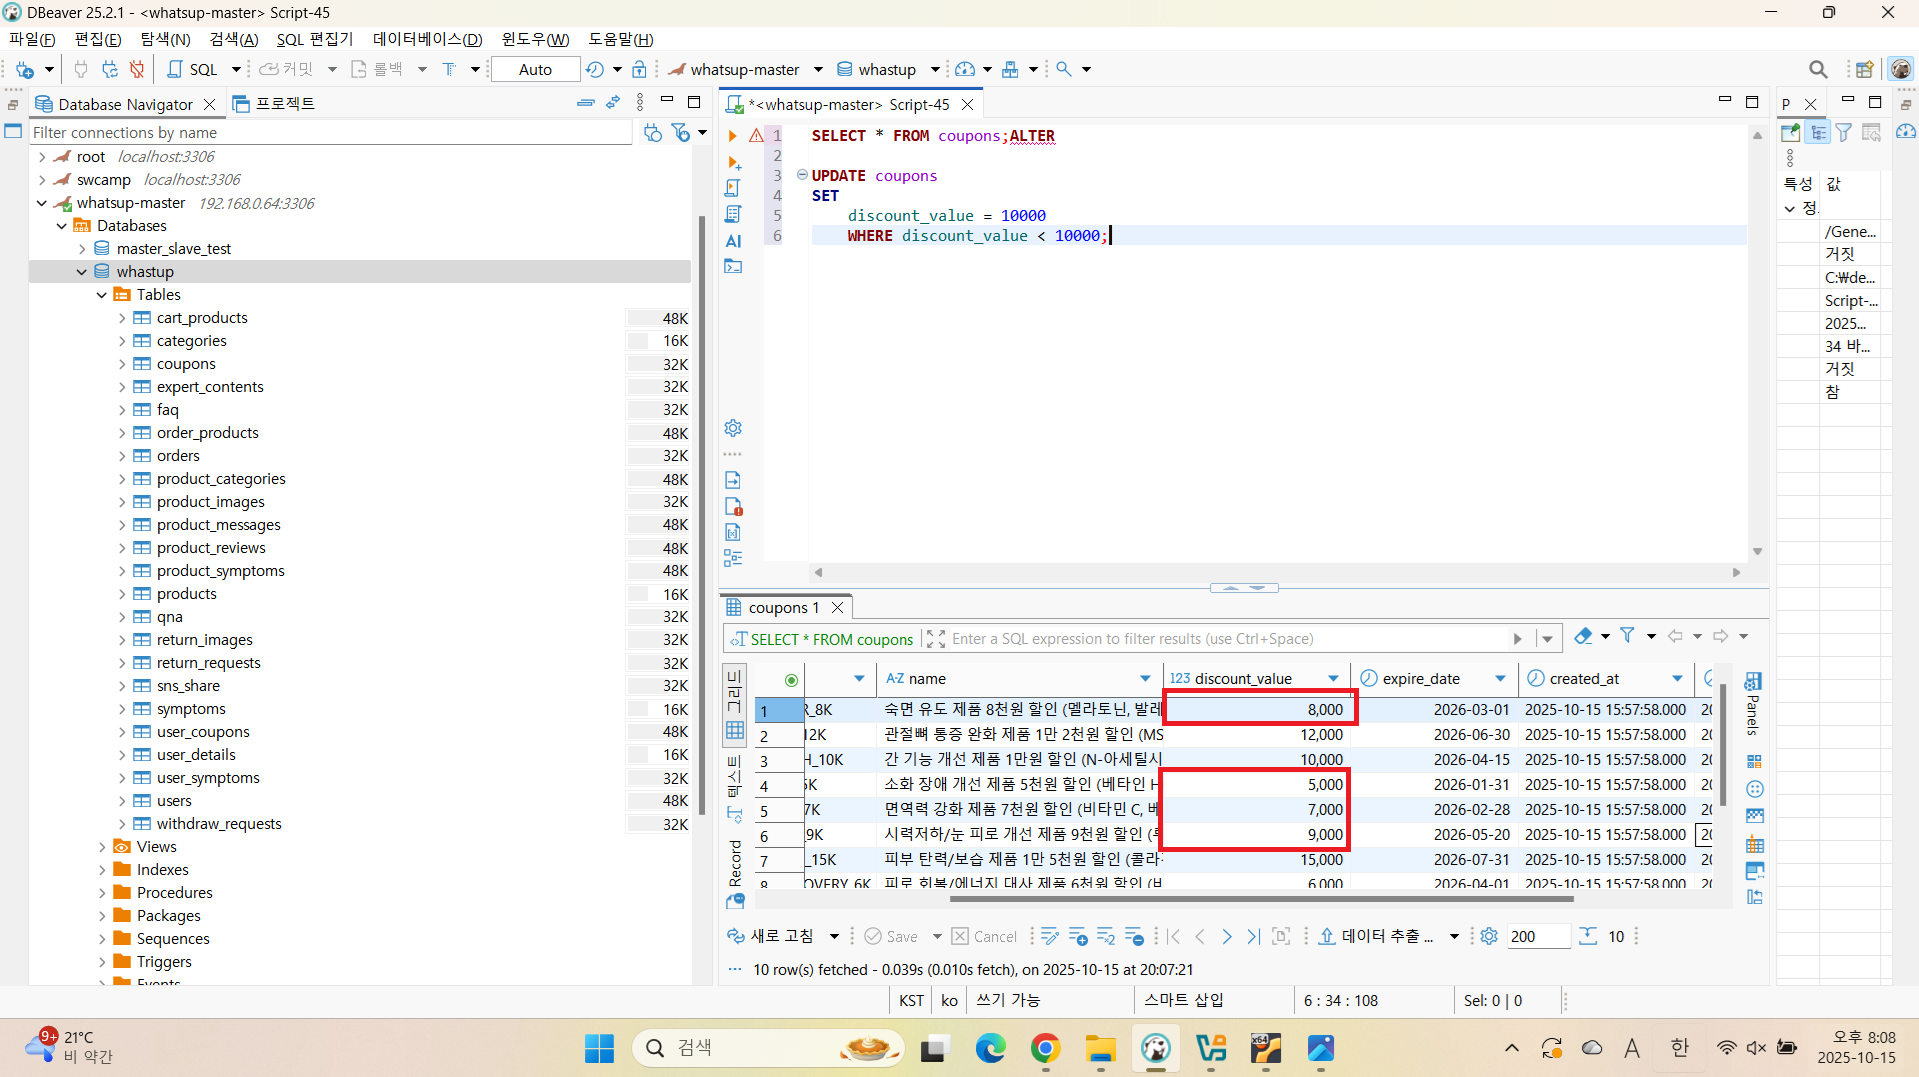 DBeaver 25.2.1 - <whatsup-master> Script-45
파일(F) 편집(E) 탐색(N) 검색(A) SQL 편집기 데이터베이스(D) 윈도우(W) 도움말(H)
SQL 커밋 롤백 Auto whatsup-master whastup
Database Navigator 프로젝트
Filter connections by name
root localhost:3306
swcamp localhost:3306
whatsup-master 192.168.0.64:3306
Databases
master_slave_test
whastup
Tables
cart_products 48K
categories 16K
coupons 32K
expert_contents 32K
faq 32K
order_products 48K
orders 32K
product_categories 48K
product_images 32K
product_messages 48K
product_reviews 48K
product_symptoms 48K
products 16K
qna 32K
return_images 32K
return_requests 32K
sns_share 32K
symptoms 16K
user_coupons 48K
user_details 16K
user_symptoms 32K
users 48K
withdraw_requests 32K
Views
Indexes
Procedures
Packages
Sequences
Triggers
Events
*<whatsup-master> Script-45
1 SELECT * FROM coupons;ALTER
2
3 UPDATE coupons
4 SET
5 discount_value = 10000
6 WHERE discount_value < 10000;
AI
coupons 1
SELECT * FROM coupons Enter a SQL expression to filter results (use Ctrl+Space)
그리드
텍스트
Record
A-Z name 123 discount_value expire_date created_at
1 R_8K 숙면 유도 제품 8천원 할인 (멜라토닌, 발레 8,000 2026-03-01 2025-10-15 15:57:58.000 20
2 12K 관절뼈 통증 완화 제품 1만 2천원 할인 (MS 12,000 2026-06-30 2025-10-15 15:57:58.000 20
3 H_10K 간 기능 개선 제품 1만원 할인 (N-아세틸시 10,000 2026-04-15 2025-10-15 15:57:58.000 20
4 5K 소화 장애 개선 제품 5천원 할인 (베타인 H 5,000 2026-01-31 2025-10-15 15:57:58.000 20
5 7K 면역력 강화 제품 7천원 할인 (비타민 C, 베 7,000 2026-02-28 2025-10-15 15:57:58.000 20
6 _9K 시력저하/눈 피로 개선 제품 9천원 할인 (루 9,000 2026-05-20 2025-10-15 15:57:58.000 20
7 _15K 피부 탄력/보습 제품 1만 5천원 할인 (콜라 15,000 2026-07-31 2025-10-15 15:57:58.000 20
8 OVERY_6K 피로 회복/에너지 대사 제품 6천원 할인 (비 6,000 2026-04-01 2025-10-15 15:57:58.000 20
Panels
새로 고침 Save Cancel 데이터 추출 ... 200 10
10 row(s) fetched - 0.039s (0.010s fetch), on 2025-10-15 at 20:07:21
P
특성 값
정.
/Gene...
거짓
C:￦de...
Script-...
2025...
34 바...
거짓
참
KST ko 쓰기 가능 스마트 삽입 6 : 34 : 108 Sel: 0 | 0
9+ 21°C
비 약간
검색
x64
A 한
오후 8:08
2025-10-15